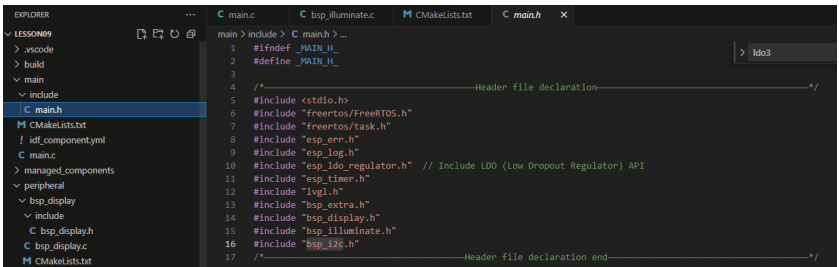 EXPLORER ···
LESSON09
.vscode
build
main
include
C main.h
M CMakeLists.txt
! idf_component.yml
C main.c
managed_components
peripheral
bsp_display
include
C bsp_display.h
C bsp_display.c
M CMakeLists.txt
C main.c C bsp_illuminate.c M CMakeLists.txt C main.h ×
main > include > C main.h > ...
ldo3
1 #ifndef _MAIN_H_
2 #define _MAIN_H_
3
4 /*————Header file declaration————*/
5 #include <stdio.h>
6 #include "freertos/FreeRTOS.h"
7 #include "freertos/task.h"
8 #include "esp_err.h"
9 #include "esp_log.h"
10 #include "esp_ldo_regulator.h" // Include LDO (Low Dropout Regulator) API
11 #include "esp_timer.h"
12 #include "lvgl.h"
13 #include "bsp_extra.h"
14 #include "bsp_display.h"
15 #include "bsp_illuminate.h"
16 #include "bsp_i2c.h"
17 /*————Header file declaration end————*/